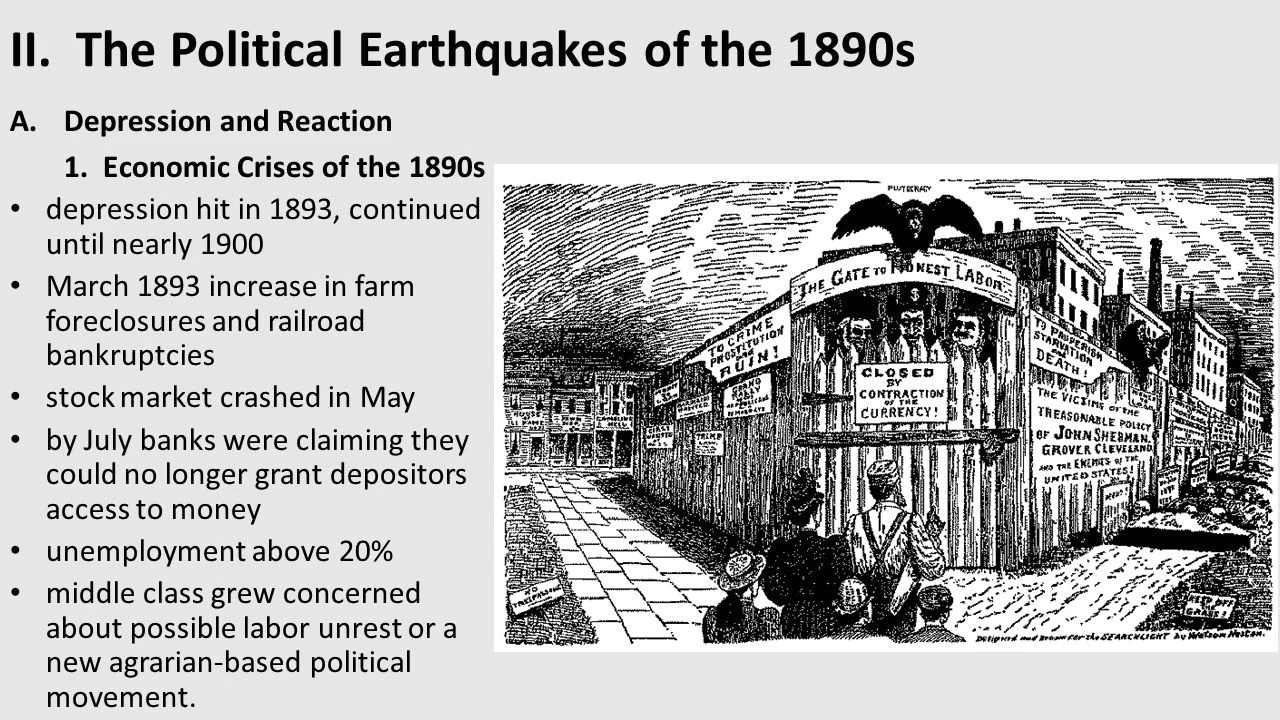 II. The Political Earthquakes of the 1890s
A. Depression and Reaction
1. Economic Crises of the 1890s
• depression hit in 1893, continued
until nearly 1900
• March 1893 increase in farm
foreclosures and railroad
bankruptcies
• stock market crashed in May
• by July banks were claiming they
could no longer grant depositors
access to money
• unemployment above 20%
• middle class grew concerned
about possible labor unrest or a
new agrarian-based political
movement.
PLUTOCRACY
THE GATE TO HONEST LABOR
$
TO CRIME
PROSTITUTION
RUIN!
CLOSED
BY
CONTRACTION
OF THE
CURRENCY!
TO
STARVATION
DEATH!
THE VICTIMS OF THE
TREASONABLE POLICY
OF JOHN SHERMAN,
GROVER CLEVELAND,
AND THE ENEMIES OF THE
UNITED STATES!
KEEP OFF
GRASS!
DESIGNED and DRAWN FOR the SEARCHLIGHT by Watson Heston.